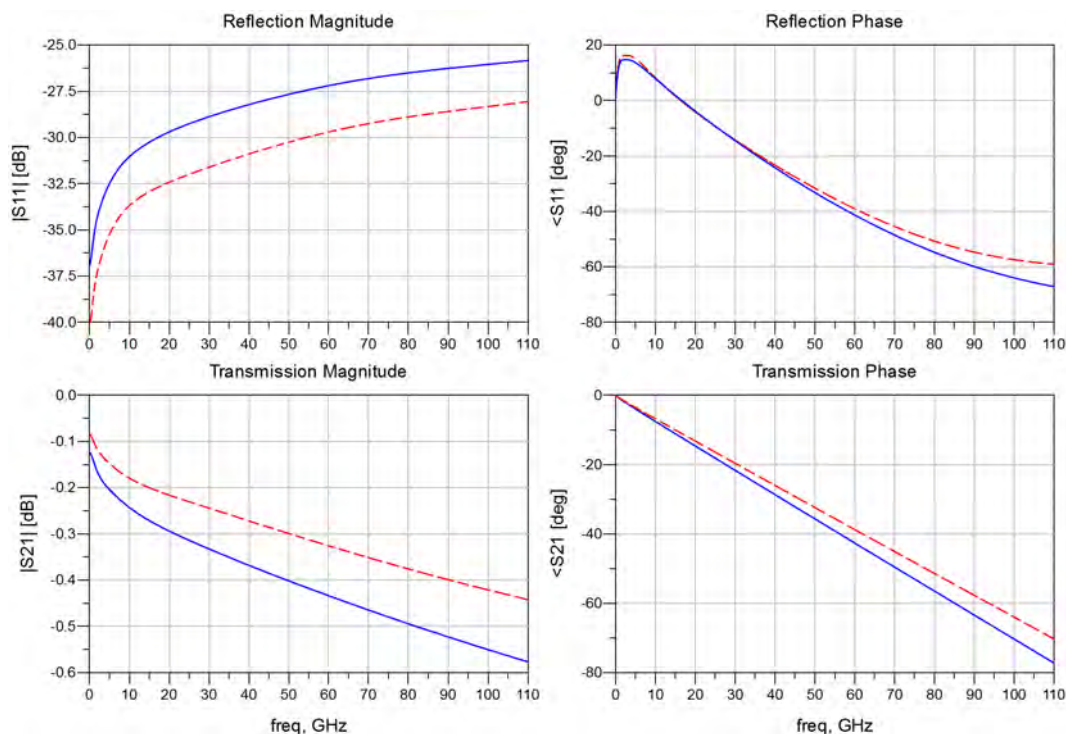 Reflection Magnitude
-25.0
-27.5
-30.0
-32.5
-35.0
-37.5
-40.0
|S11| [dB]
0 10 20 30 40 50 60 70 80 90 100 110
Reflection Phase
20
0
-20
-40
-60
-80
<S11 [deg]
0 10 20 30 40 50 60 70 80 90 100 110
Transmission Magnitude
0.0
-0.1
-0.2
-0.3
-0.4
-0.5
-0.6
|S21| [dB]
0 10 20 30 40 50 60 70 80 90 100 110
freq, GHz
Transmission Phase
0
-20
-40
-60
-80
<S21 [deg]
0 10 20 30 40 50 60 70 80 90 100 110
freq, GHz